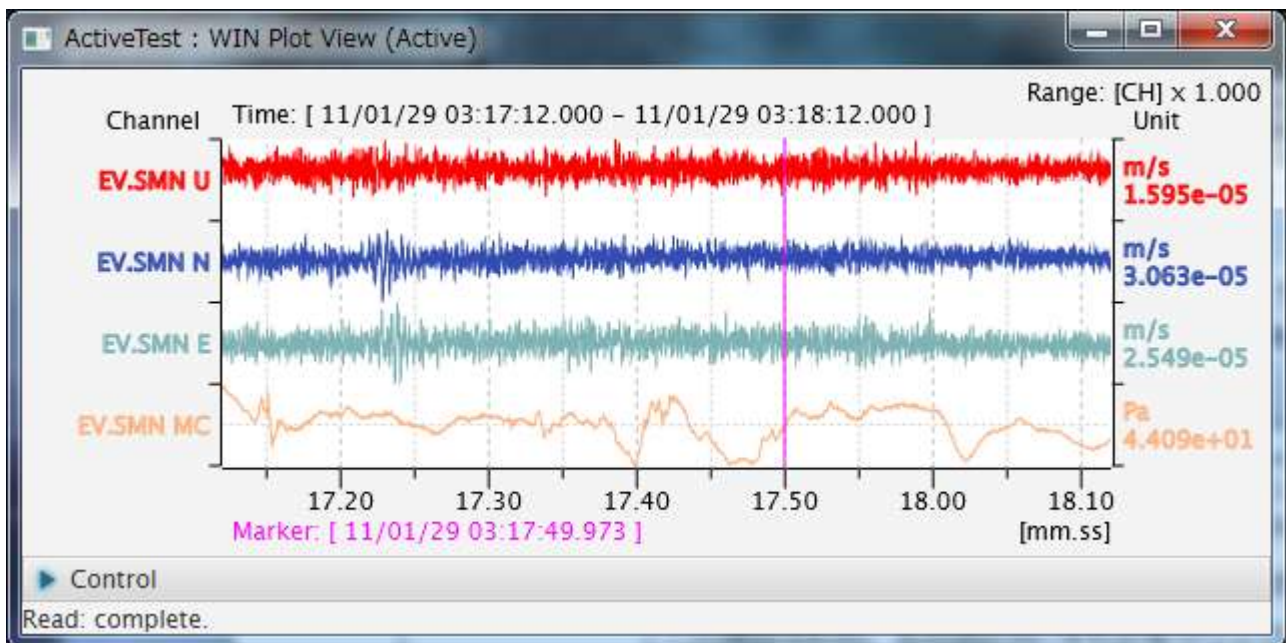 ActiveTest : WIN Plot View (Active)
Range: [CH] x 1.000
Channel Time: [ 11/01/29 03:17:12.000 - 11/01/29 03:18:12.000 ] Unit
EV.SMN U m/s
1.595e-05
EV.SMN N m/s
3.063e-05
EV.SMN E m/s
2.549e-05
EV.SMN MC Pa
4.409e+01
17.20 17.30 17.40 17.50 18.00 18.10
Marker: [ 11/01/29 03:17:49.973 ] [mm.ss]
Control
Read: complete.